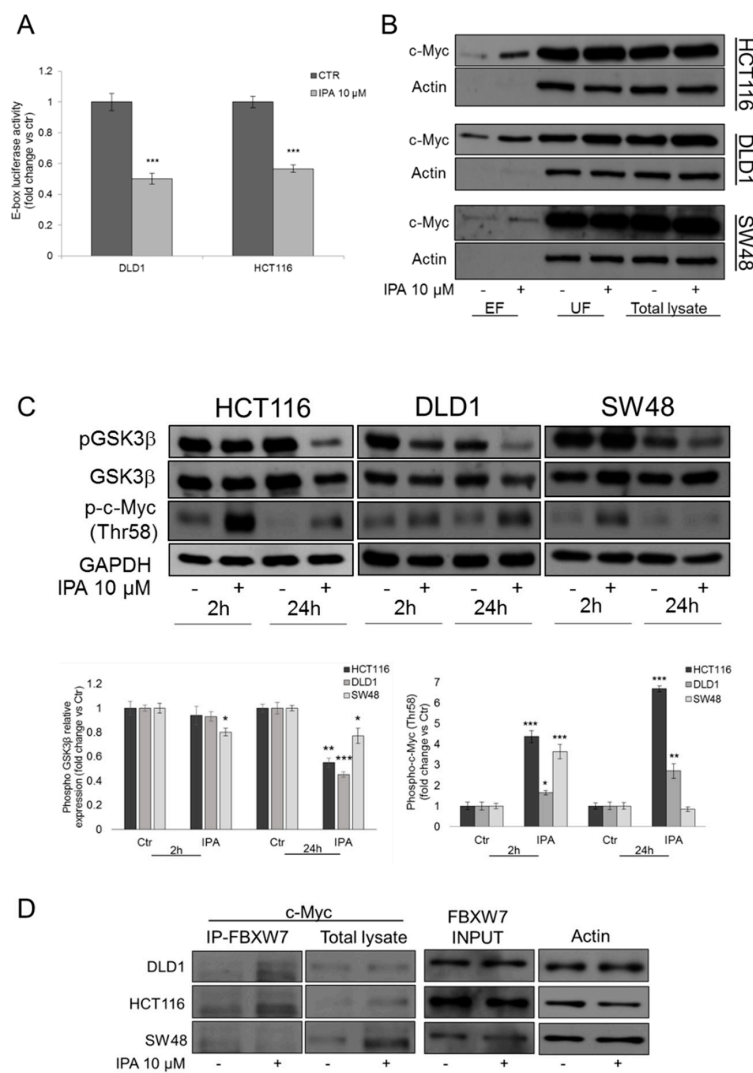 A
E-box luciferase activity
(fold change vs ctr)
1.2
1
0.8
0.6
0.4
0.2
0
CTR
IPA 10 µM
***
***
DLD1 HCT116
B
c-Myc
Actin
HCT116
c-Myc
Actin
DLD1
c-Myc
Actin
SW48
IPA 10 µM - + - + - +
EF UF Total lysate
C
HCT116 DLD1 SW48
pGSK3β
GSK3β
p-c-Myc
(Thr58)
GAPDH
IPA 10 µM - + - + - + - + - + - +
2h 24h 2h 24h 2h 24h
Phospho GSK3β relative
expression (fold change vs Ctr)
1.2
1
0.8
0.6
0.4
0.2
0
HCT116
DLD1
SW48
*
**
***
*
Ctr IPA Ctr IPA
2h 24h
Phospho-c-Myc (Thr58)
(fold change vs Ctr)
7
6
5
4
3
2
1
0
HCT116
DLD1
SW48
***
*
***
***
**
Ctr IPA Ctr IPA
2h 24h
D
c-Myc
IP-FBXW7 Total lysate FBXW7
INPUT Actin
DLD1
HCT116
SW48
IPA 10 µM - + - + - + - +